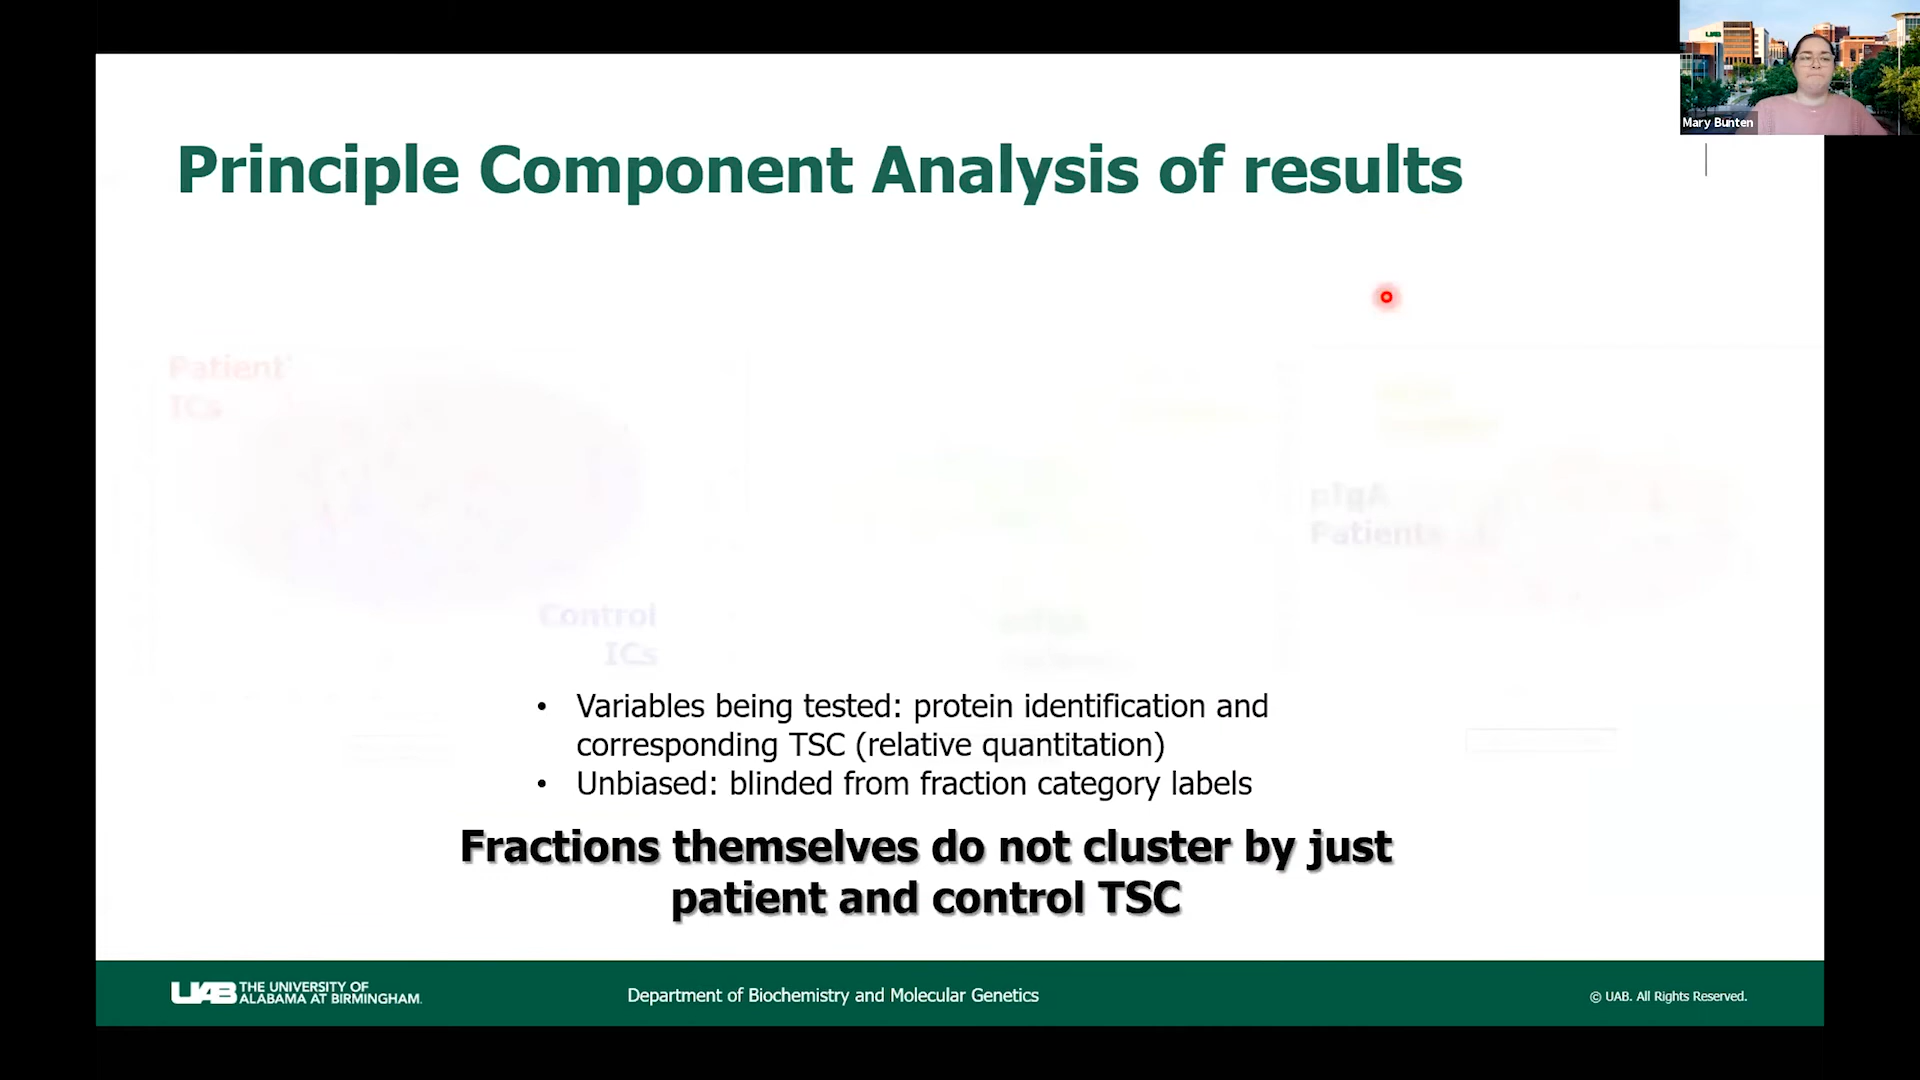 Mary Bunten
Principle Component Analysis of results
Patient
ICs
pIgA
Patients
Control
ICs
• Variables being tested: protein identification and
corresponding TSC (relative quantitation)
• Unbiased: blinded from fraction category labels
Fractions themselves do not cluster by just
patient and control TSC
UAB THE UNIVERSITY OF
ALABAMA AT BIRMINGHAM.
Department of Biochemistry and Molecular Genetics
© UAB. All Rights Reserved.